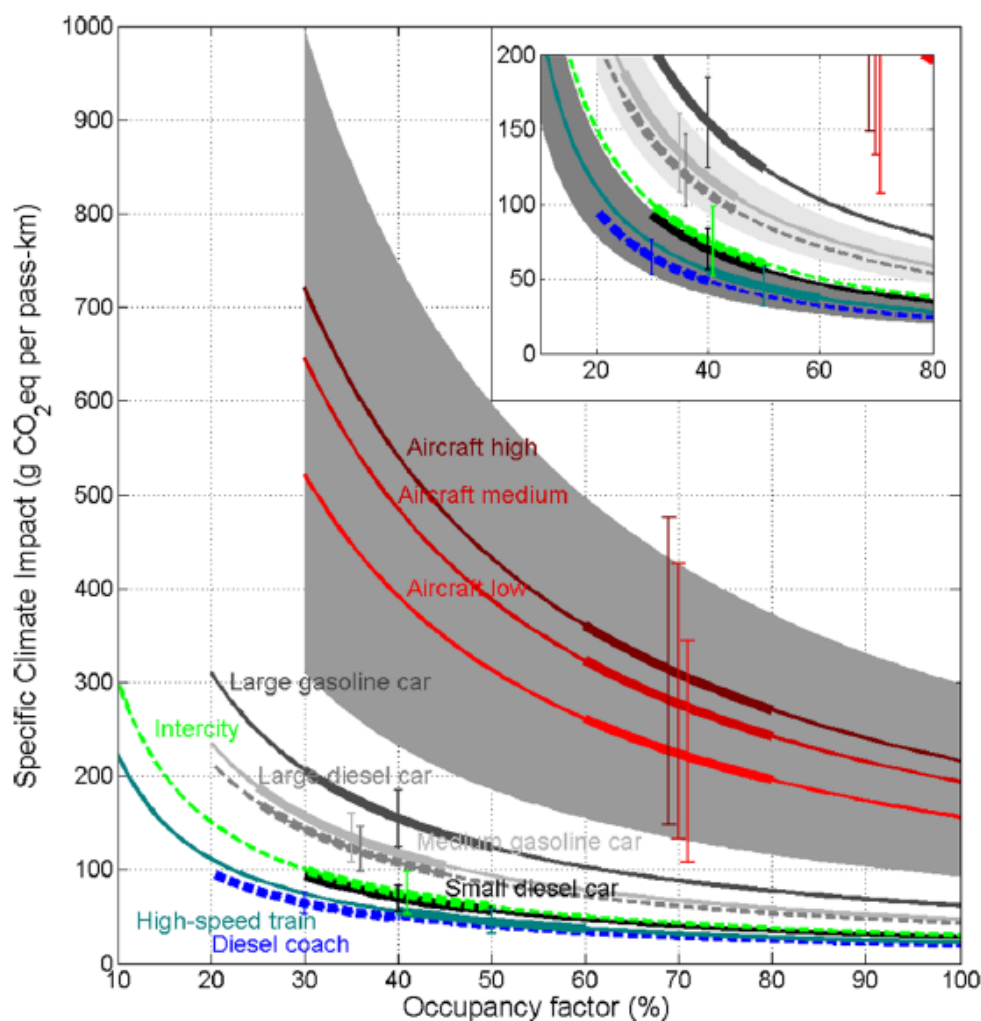 Specific Climate Impact (g CO₂eq per pass-km)
1000
900
800
700
600
500
400
300
200
100
0
200
150
100
50
0
20
40
60
80
Aircraft high
Aircraft medium
Aircraft low
Large gasoline car
Intercity
Large diesel car
Medium gasoline car
Small diesel car
High-speed train
Diesel coach
10
20
30
40
50
60
70
80
90
100
Occupancy factor (%)